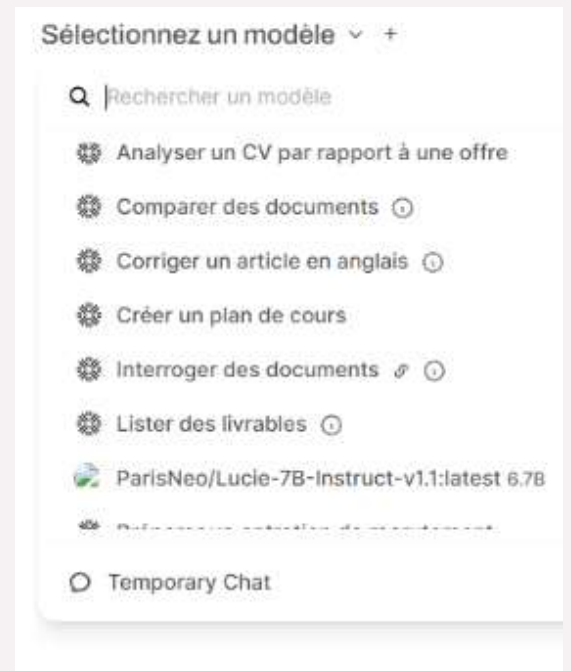 Sélectionnez un modèle
Rechercher un modèle
Analyser un CV par rapport à une offre
Comparer des documents
Corriger un article en anglais
Créer un plan de cours
Interroger des documents
Lister des livrables
ParisNeo/Lucie-7B-Instruct-v1.1:latest 6.7B
Temporary Chat